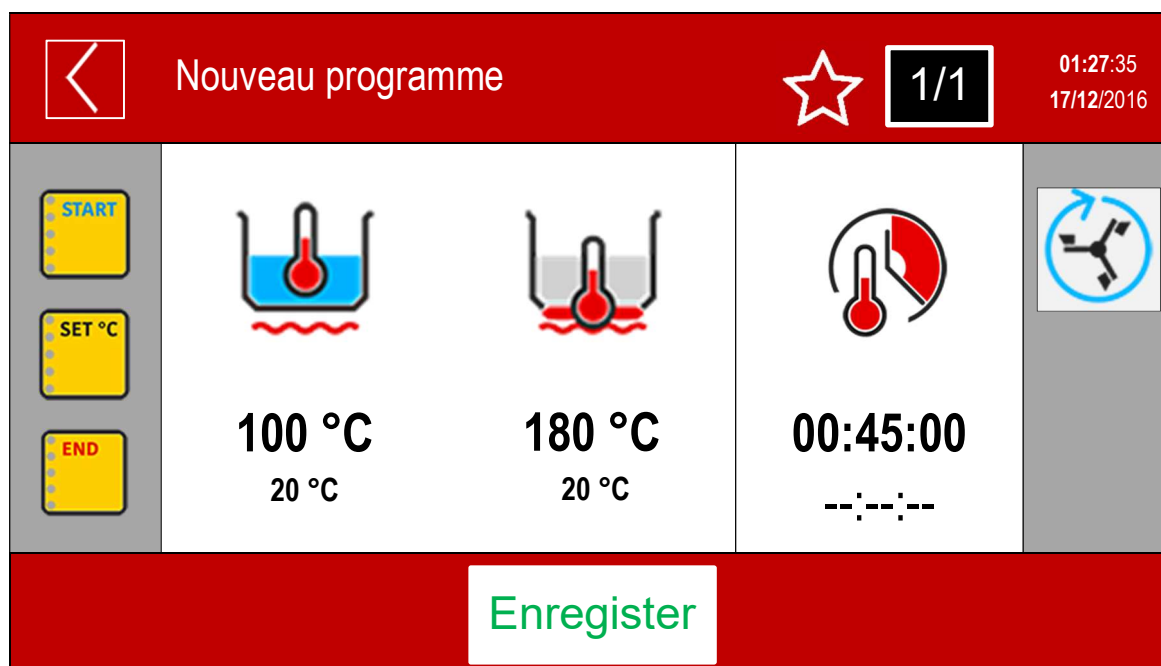 Nouveau programme
1/1
01:27:35
17/12/2016
START
SET °C
END
100 °C
180 °C
00:45:00
20 °C
20 °C
--:--:--
Enregister